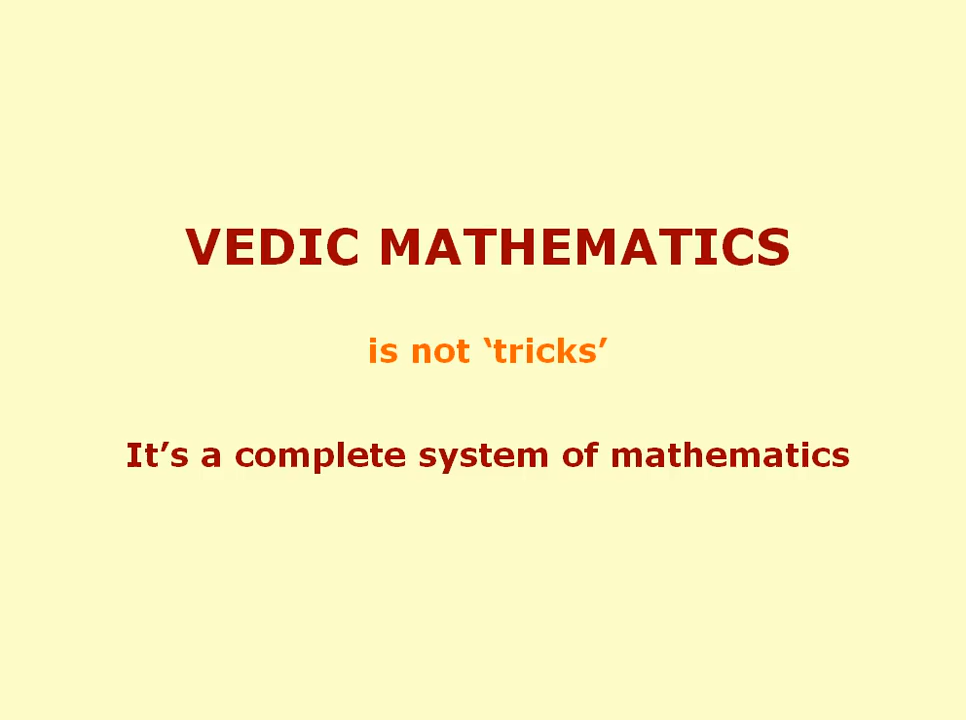 VEDIC MATHEMATICS
is not ‘tricks’
It’s a complete system of mathematics